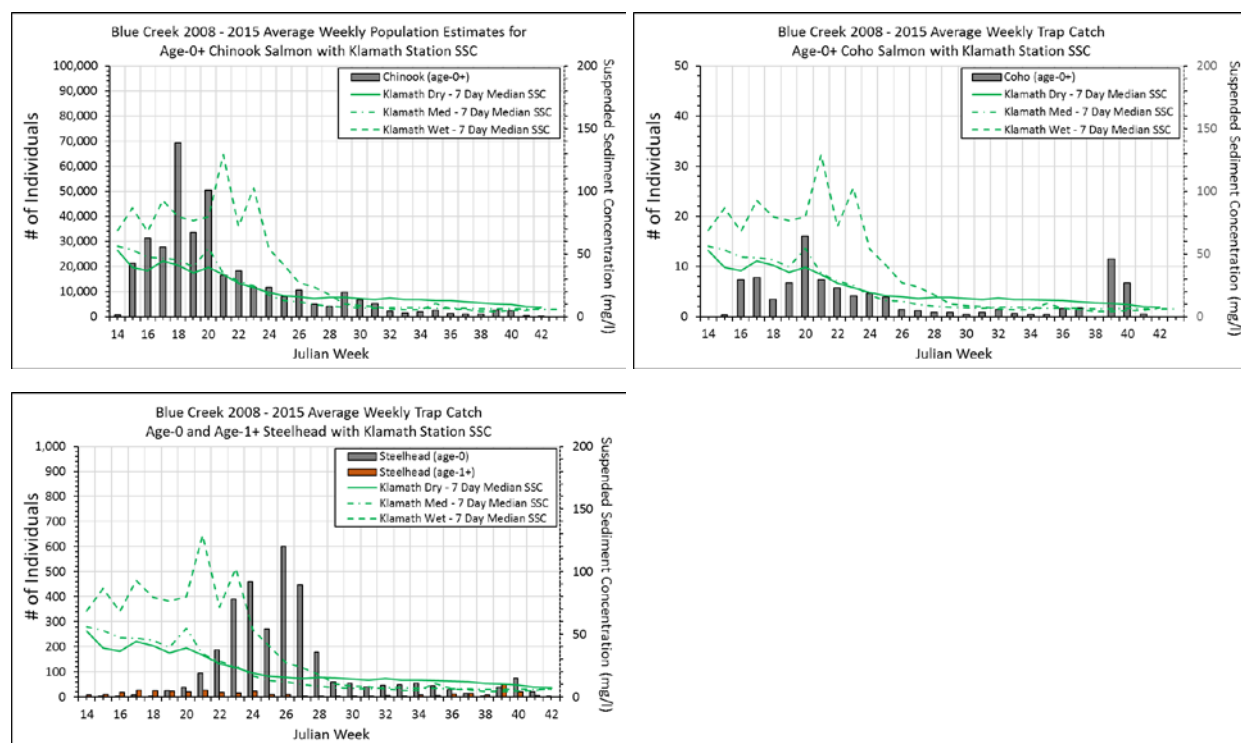 Blue Creek 2008 - 2015 Average Weekly Population Estimates for
Age-0+ Chinook Salmon with Klamath Station SSC
100,000
90,000
80,000
70,000
60,000
50,000
40,000
30,000
20,000
10,000
0
# of Individuals
200
150
100
50
0
Suspended Sediment Concentration (mg/l)
Chinook (age-0+)
Klamath Dry - 7 Day Median SSC
Klamath Med - 7 Day Median SSC
Klamath Wet - 7 Day Median SSC
14 16 18 20 22 24 26 28 30 32 34 36 38 40 42
Julian Week
Blue Creek 2008 - 2015 Average Weekly Trap Catch
Age-0+ Coho Salmon with Klamath Station SSC
50
40
30
20
10
0
# of Individuals
200
150
100
50
0
Suspended Sediment Concentration (mg/l)
Coho (age-0+)
Klamath Dry - 7 Day Median SSC
Klamath Med - 7 Day Median SSC
Klamath Wet - 7 Day Median SSC
14 16 18 20 22 24 26 28 30 32 34 36 38 40 42
Julian Week
Blue Creek 2008 - 2015 Average Weekly Trap Catch
Age-0 and Age-1+ Steelhead with Klamath Station SSC
1,000
900
800
700
600
500
400
300
200
100
0
# of Individuals
200
150
100
50
0
Suspended Sediment Concentration (mg/l)
Steelhead (age-0)
Steelhead (age-1+)
Klamath Dry - 7 Day Median SSC
Klamath Med - 7 Day Median SSC
Klamath Wet - 7 Day Median SSC
14 16 18 20 22 24 26 28 30 32 34 36 38 40 42
Julian Week